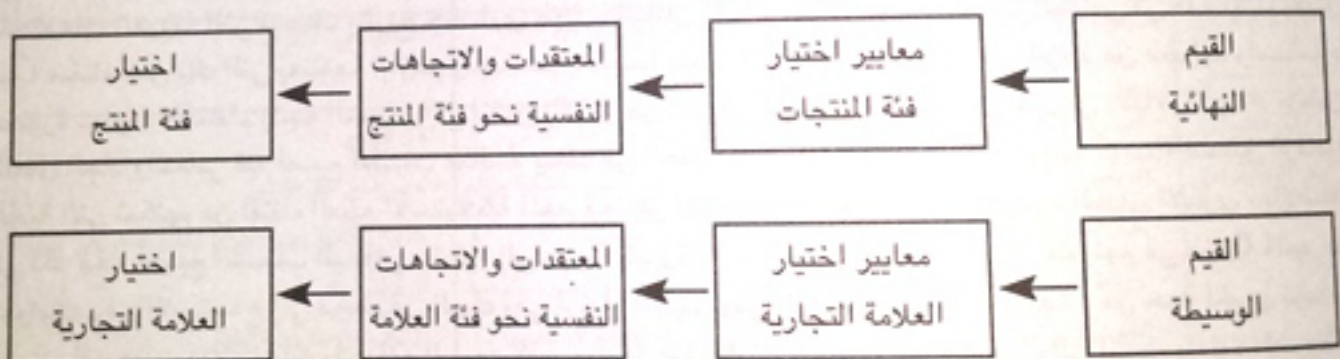 القيم
النهائية
معايير اختيار
فئة المنتجات
المعتقدات والاتجاهات
النفسية نحو فئة المنتج
اختيار
فئة المنتج
القيم
الوسيطة
معايير اختيار
العلامة التجارية
المعتقدات والاتجاهات
النفسية نحو فئة العلامة
اختيار
العلامة التجارية